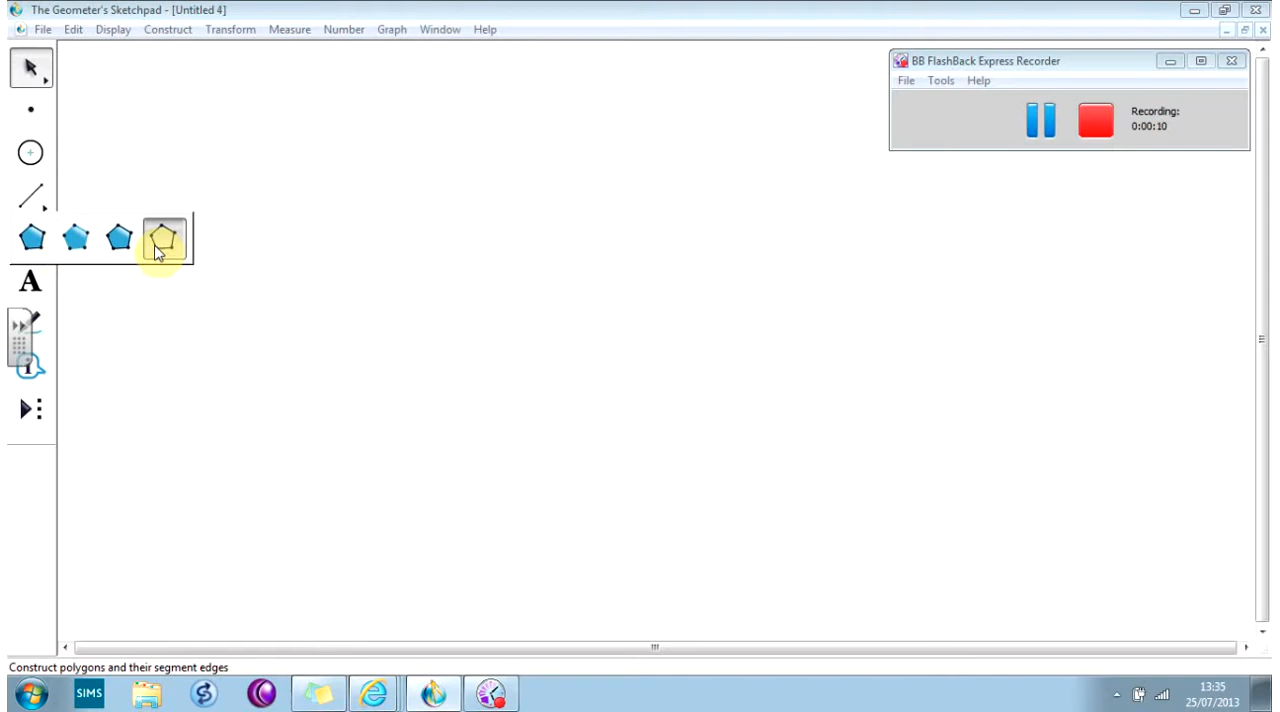 The Geometer's Sketchpad - [Untitled 4]
File Edit Display Construct Transform Measure Number Graph Window Help
BB FlashBack Express Recorder
File Tools Help
Recording:
0:00:10
A
i
Construct polygons and their segment edges
SIMS
13:35
25/07/2013